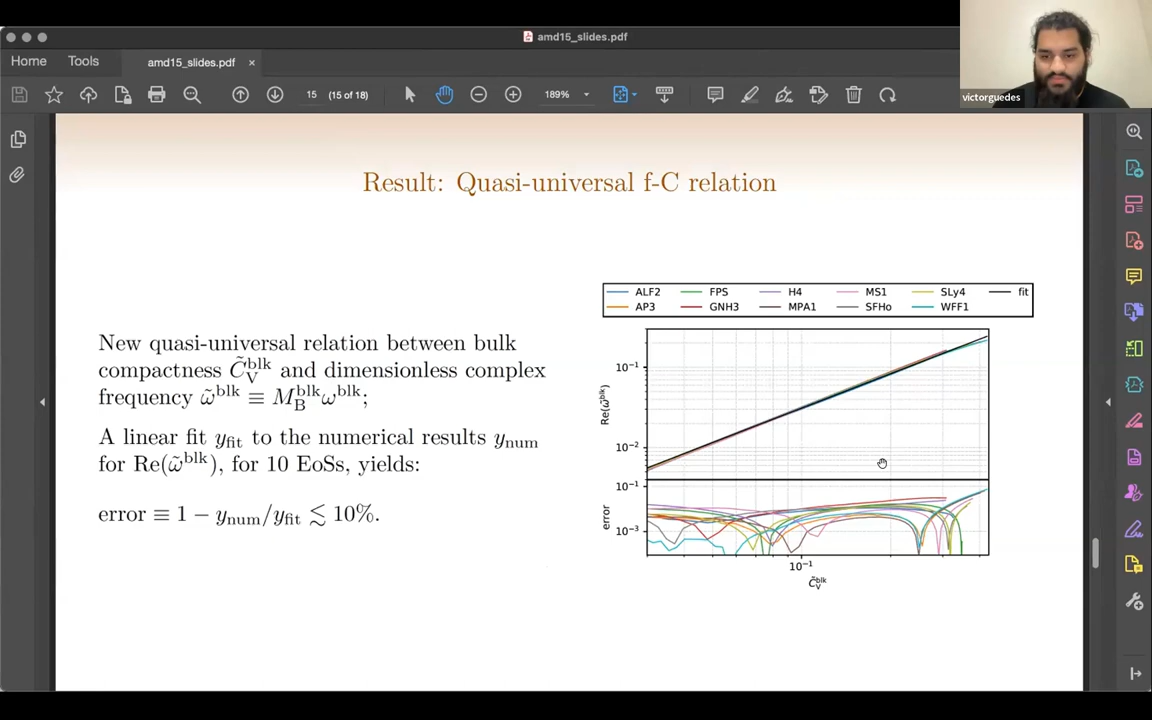 amd15_slides.pdf
Home
Tools
amd15_slides.pdf ×
15 (15 of 18)
189%
victorguedes
Result: Quasi-universal f-C relation
New quasi-universal relation between bulk
compactness C̃_V^blk and dimensionless complex
frequency ω̃^blk ≡ M_B^blk ω^blk;
A linear fit y_fit to the numerical results y_num
for Re(ω̃^blk), for 10 EoSs, yields:
error ≡ 1 − y_num/y_fit ≲ 10%.
ALF2 FPS H4 MS1 SLy4 fit
AP3 GNH3 MPA1 SFHo WFF1
Re(ω̃^blk)
10^−1
10^−2
error
10^−1
10^−3
10^−1
C̃_V^blk